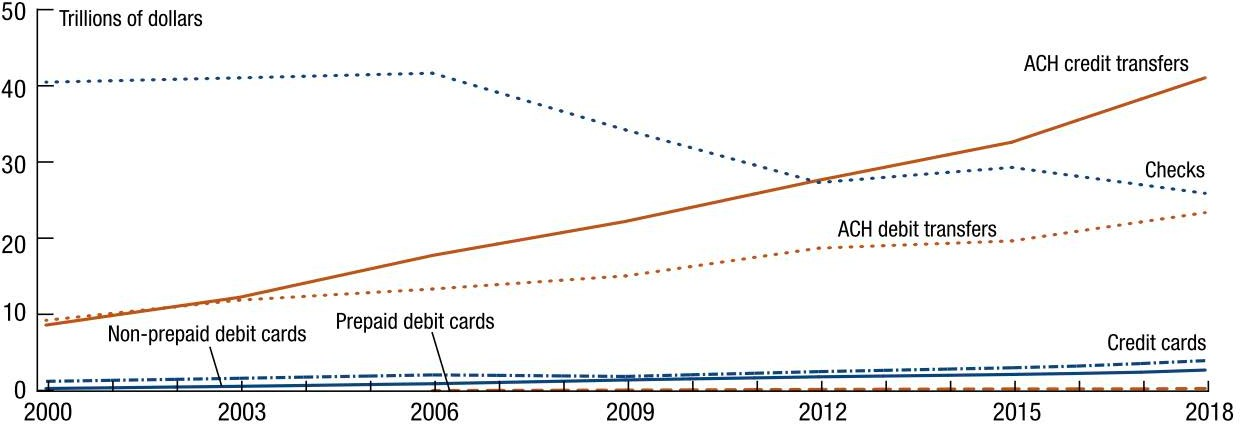 50
Trillions of dollars
ACH credit transfers
40
30
Checks
ACH debit transfers
20
10
Non-prepaid debit cards
Prepaid debit cards
Credit cards
0
2000 2003 2006 2009 2012 2015 2018